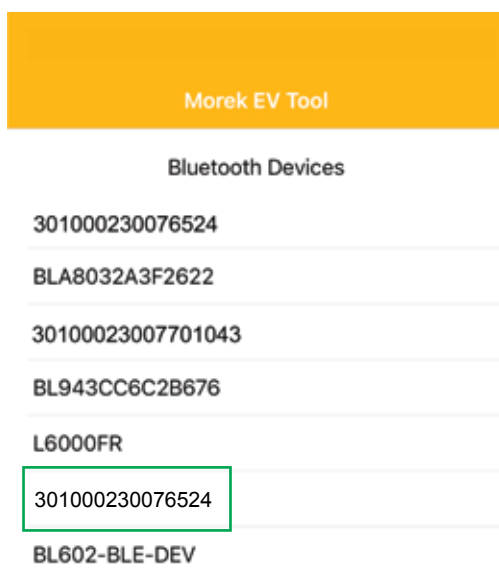 Morek EV Tool
Bluetooth Devices
301000230076524
BLA8032A3F2622
30100023007701043
BL943CC6C2B676
L6000FR
301000230076524
BL602-BLE-DEV